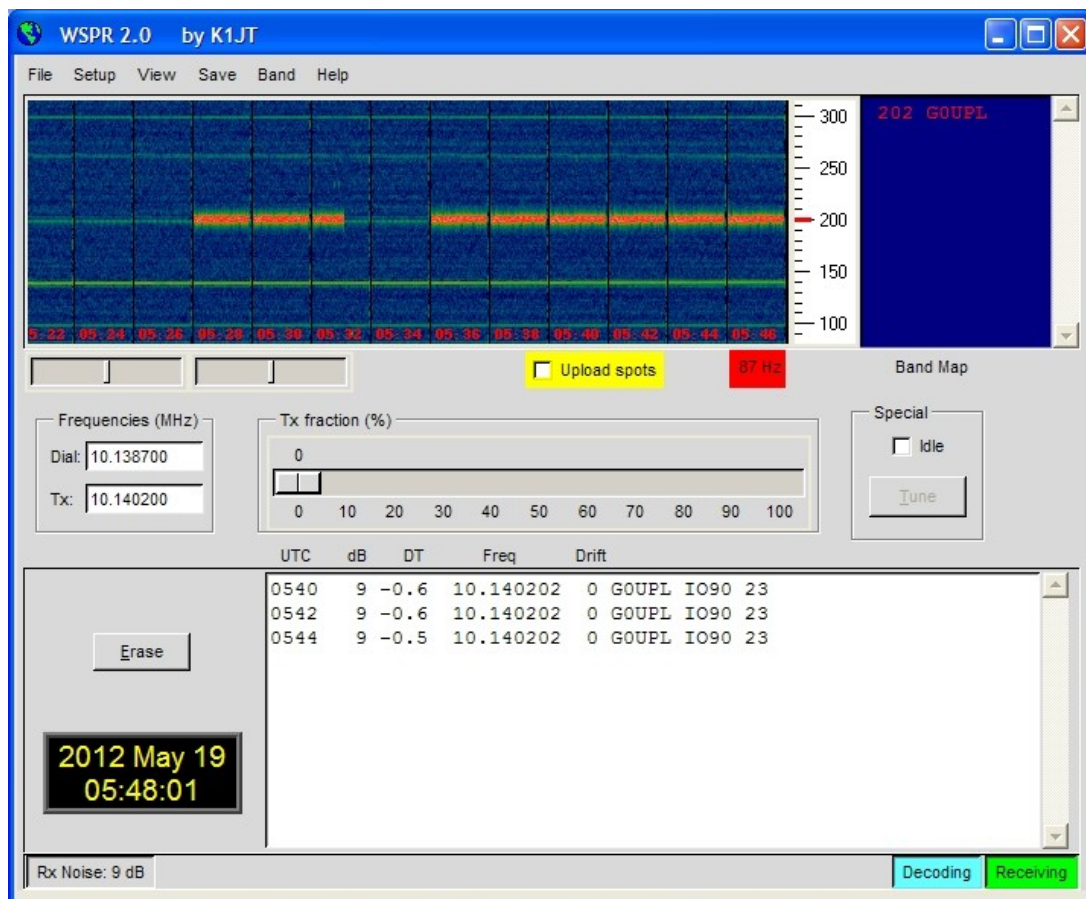 WSPR 2.0 by K1JT
File Setup View Save Band Help
300
250
200
150
100
202 G0UPL
5:22 05:24 05:26 05:28 05:30 05:32 05:34 05:36 05:38 05:40 05:42 05:44 05:46
Upload spots
87 Hz
Band Map
Frequencies (MHz)
Dial: 10.138700
Tx: 10.140200
Tx fraction (%)
0
0 10 20 30 40 50 60 70 80 90 100
Special
Idle
Tune
UTC dB DT Freq Drift
0540 9 -0.6 10.140202 0 G0UPL IO90 23
0542 9 -0.6 10.140202 0 G0UPL IO90 23
0544 9 -0.5 10.140202 0 G0UPL IO90 23
Erase
2012 May 19
05:48:01
Rx Noise: 9 dB
Decoding Receiving